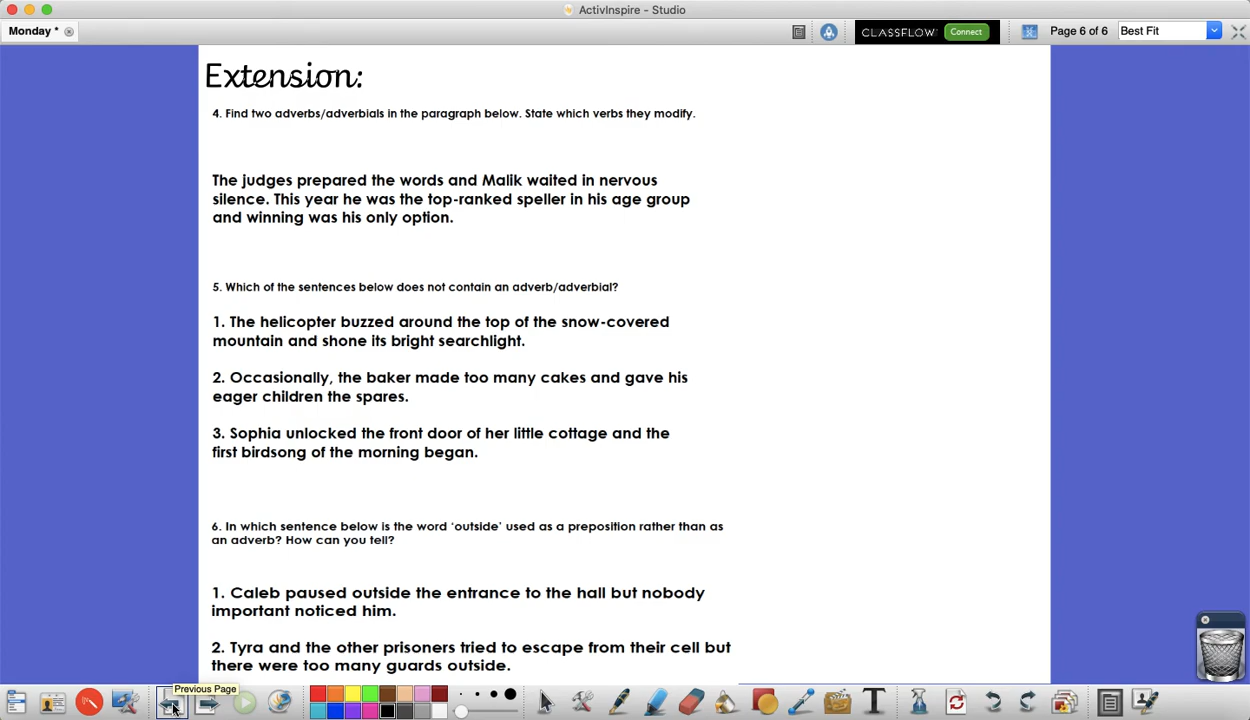 ActivInspire - Studio
Monday *
CLASSFLOW Connect
Page 6 of 6
Best Fit
Extension:
4. Find two adverbs/adverbials in the paragraph below. State which verbs they modify.
The judges prepared the words and Malik waited in nervous
silence. This year he was the top-ranked speller in his age group
and winning was his only option.
5. Which of the sentences below does not contain an adverb/adverbial?
1. The helicopter buzzed around the top of the snow-covered
mountain and shone its bright searchlight.
2. Occasionally, the baker made too many cakes and gave his
eager children the spares.
3. Sophia unlocked the front door of her little cottage and the
first birdsong of the morning began.
6. In which sentence below is the word ‘outside’ used as a preposition rather than as
an adverb? How can you tell?
1. Caleb paused outside the entrance to the hall but nobody
important noticed him.
2. Tyra and the other prisoners tried to escape from their cell but
there were too many guards outside.
Previous Page